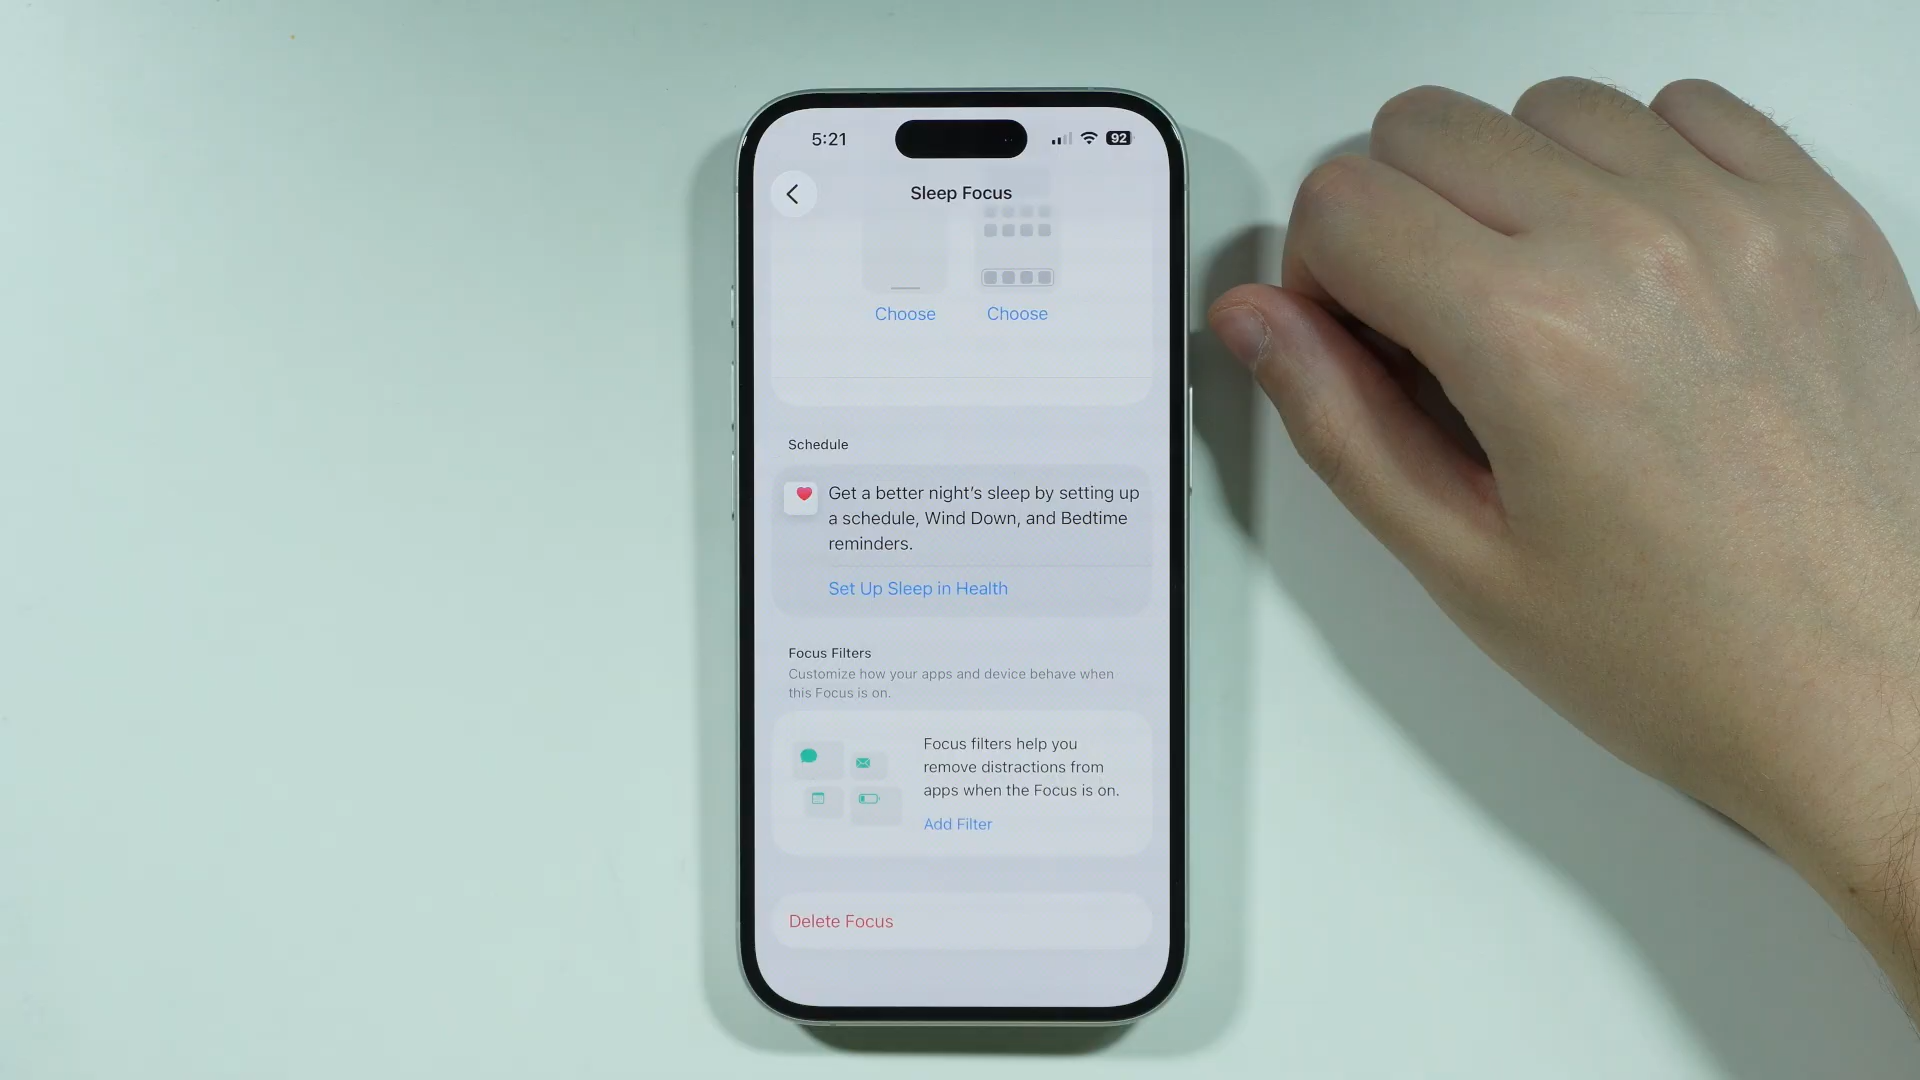 5:21
92
Sleep Focus
Choose
Choose
Schedule
Get a better night's sleep by setting up
a schedule, Wind Down, and Bedtime
reminders.
Set Up Sleep in Health
Focus Filters
Customize how your apps and device behave when
this Focus is on.
Focus filters help you
remove distractions from
apps when the Focus is on.
Add Filter
Delete Focus